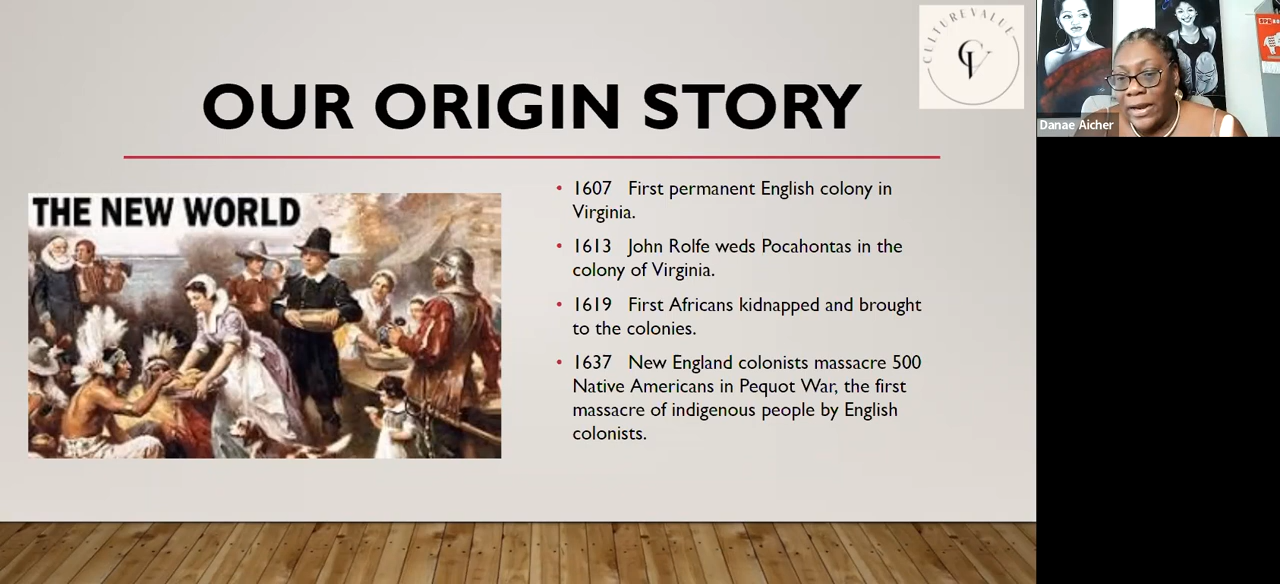 CULTURE VALUE
CV
OUR ORIGIN STORY
THE NEW WORLD
• 1607 First permanent English colony in
Virginia.
• 1613 John Rolfe weds Pocahontas in the
colony of Virginia.
• 1619 First Africans kidnapped and brought
to the colonies.
• 1637 New England colonists massacre 500
Native Americans in Pequot War, the first
massacre of indigenous people by English
colonists.
Danae Aicher